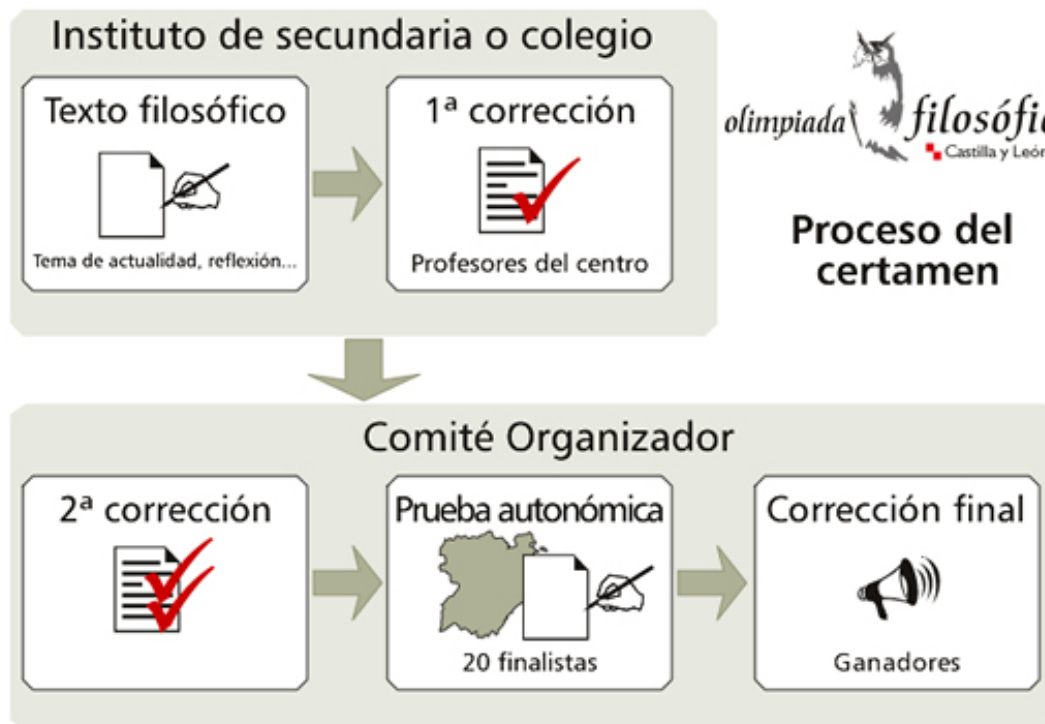 Instituto de secundaria o colegio
Texto filosófico
Tema de actualidad, reflexión...
1ª corrección
Profesores del centro
olimpiada filosófic
Castilla y León
Proceso del
certamen
Comité Organizador
2ª corrección
Prueba autonómica
20 finalistas
Corrección final
Ganadores